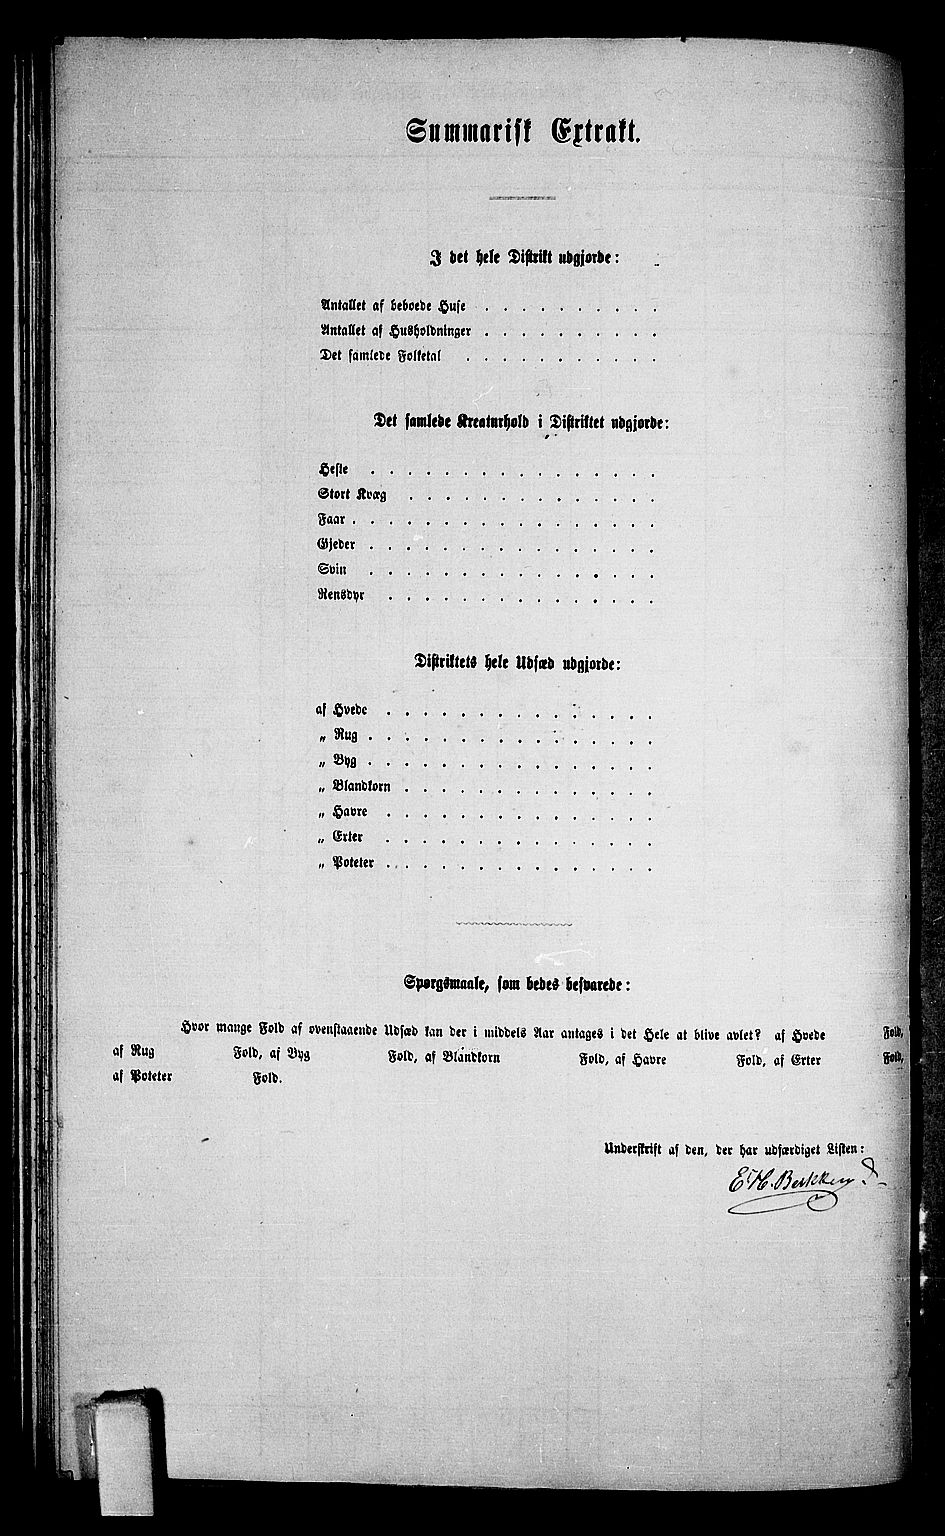 Summarisk Extrakt.
I det hele Distrikt udgjorde:
Antallet af beboede Huse . . . . . . . . . .
Antallet af Husholdninger . . . . . . . . . .
Det samlede Folketal . . . . . . . . . . .
Det samlede Kreaturhold i Distriktet udgjorde:
Heste . . . . . . . . . . . . . . . .
Stort Kvæg . . . . . . . . . . . . . .
Faar . . . . . . . . . . . . . . . . .
Gjeder . . . . . . . . . . . . . . . .
Svin . . . . . . . . . . . . . . . .
Rensdyr . . . . . . . . . . . . . . .
Distriktets hele Udsæd udgjorde:
af Hvede . . . . . . . . . . . . . . .
„ Rug . . . . . . . . . . . . . . . .
„ Byg . . . . . . . . . . . . . . . .
„ Blandkorn . . . . . . . . . . . . . .
„ Havre . . . . . . . . . . . . . . .
„ Erter . . . . . . . . . . . . . . .
„ Poteter . . . . . . . . . . . . . . .
Spørgsmaale, som bedes besvarede:
Hvor mange Fold af ovenstaaende Udsæd kan der i middels Aar antages i det Hele at blive avlet? af Hvede Fold,
af Rug Fold, af Byg Fold, af Blandkorn Fold, af Havre Fold, af Erter Fold,
af Poteter Fold.
Underskrift af den, der har udfærdiget Listen: